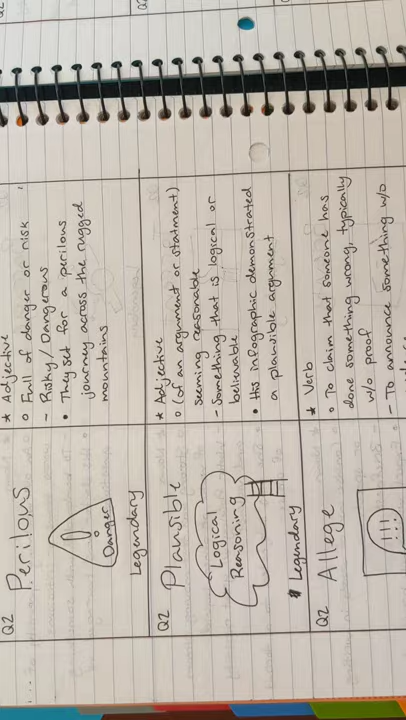 Q2 Perilous
Danger
Legendary
* Adjective
o Full of danger or risk
- Risky/Dangerous
• They set for a perilous
journey across the rugged
mountains
Q2 Plausible
Logical
Reasoning
Legendary
* Adjective
o (of an argument or statment)
seeming reasonable
- Something that is logical or
believable
• His infographic demonstrated
a plausible argument
Q2 Allege
!!!
* Verb
o To claim that someone has
done something wrong, typically
w/o proof
- To announce something w/o